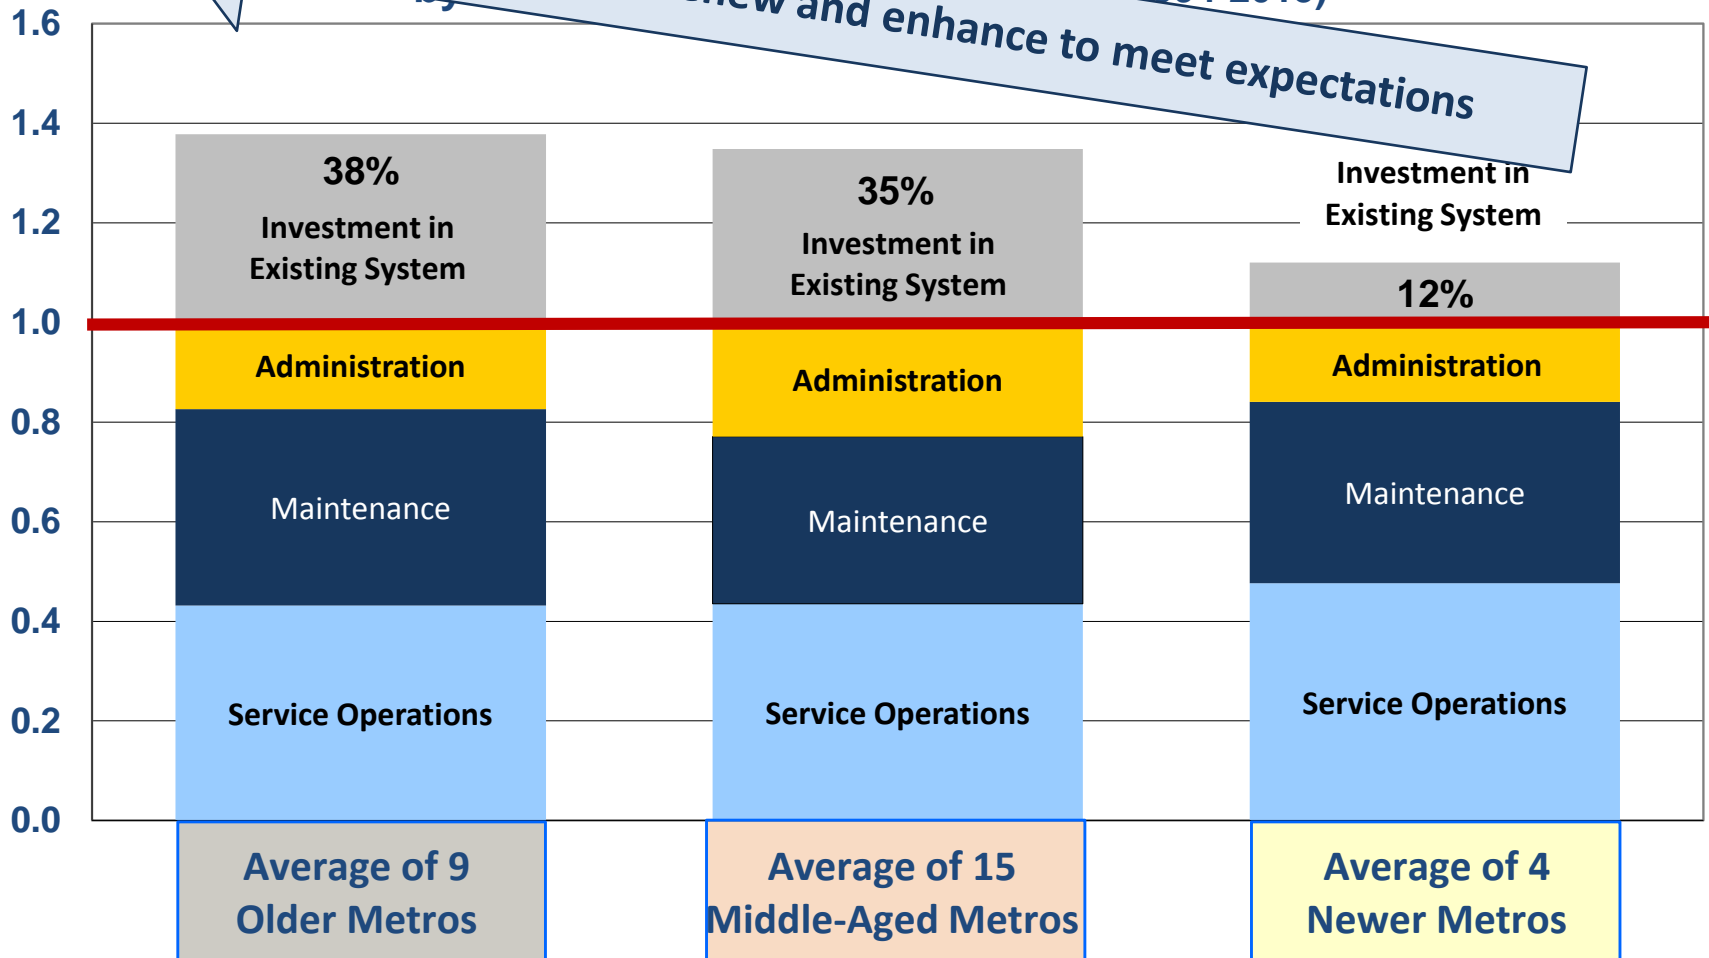 and enhance to meet expectations
1.6
1.4
1.2
1.0
0.8
0.6
0.4
0.2
0.0
38%
Investment in
Existing System
Administration
Maintenance
Service Operations
35%
Investment in
Existing System
Administration
Maintenance
Service Operations
Investment in
Existing System
12%
Administration
Maintenance
Service Operations
Average of 9
Older Metros
Average of 15
Middle-Aged Metros
Average of 4
Newer Metros